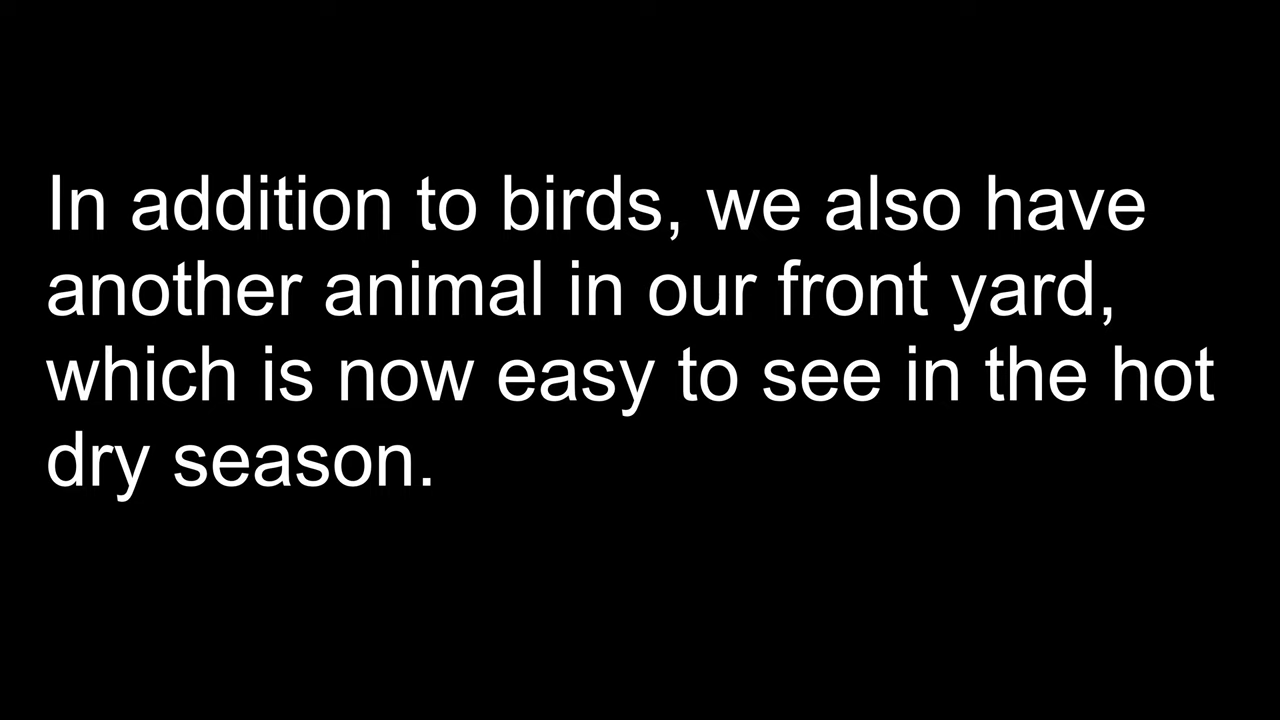 In addition to birds, we also have
another animal in our front yard,
which is now easy to see in the hot
dry season.